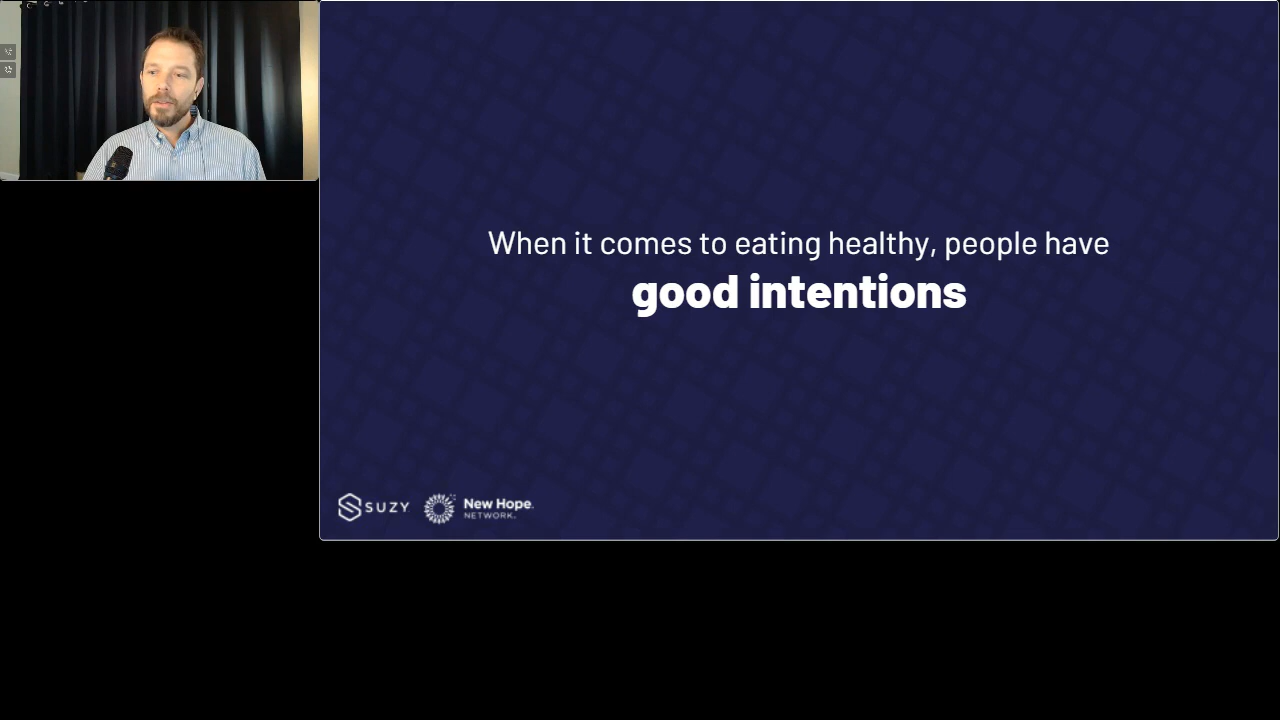 When it comes to eating healthy, people have
good intentions
SUZY
New Hope.
NETWORK.